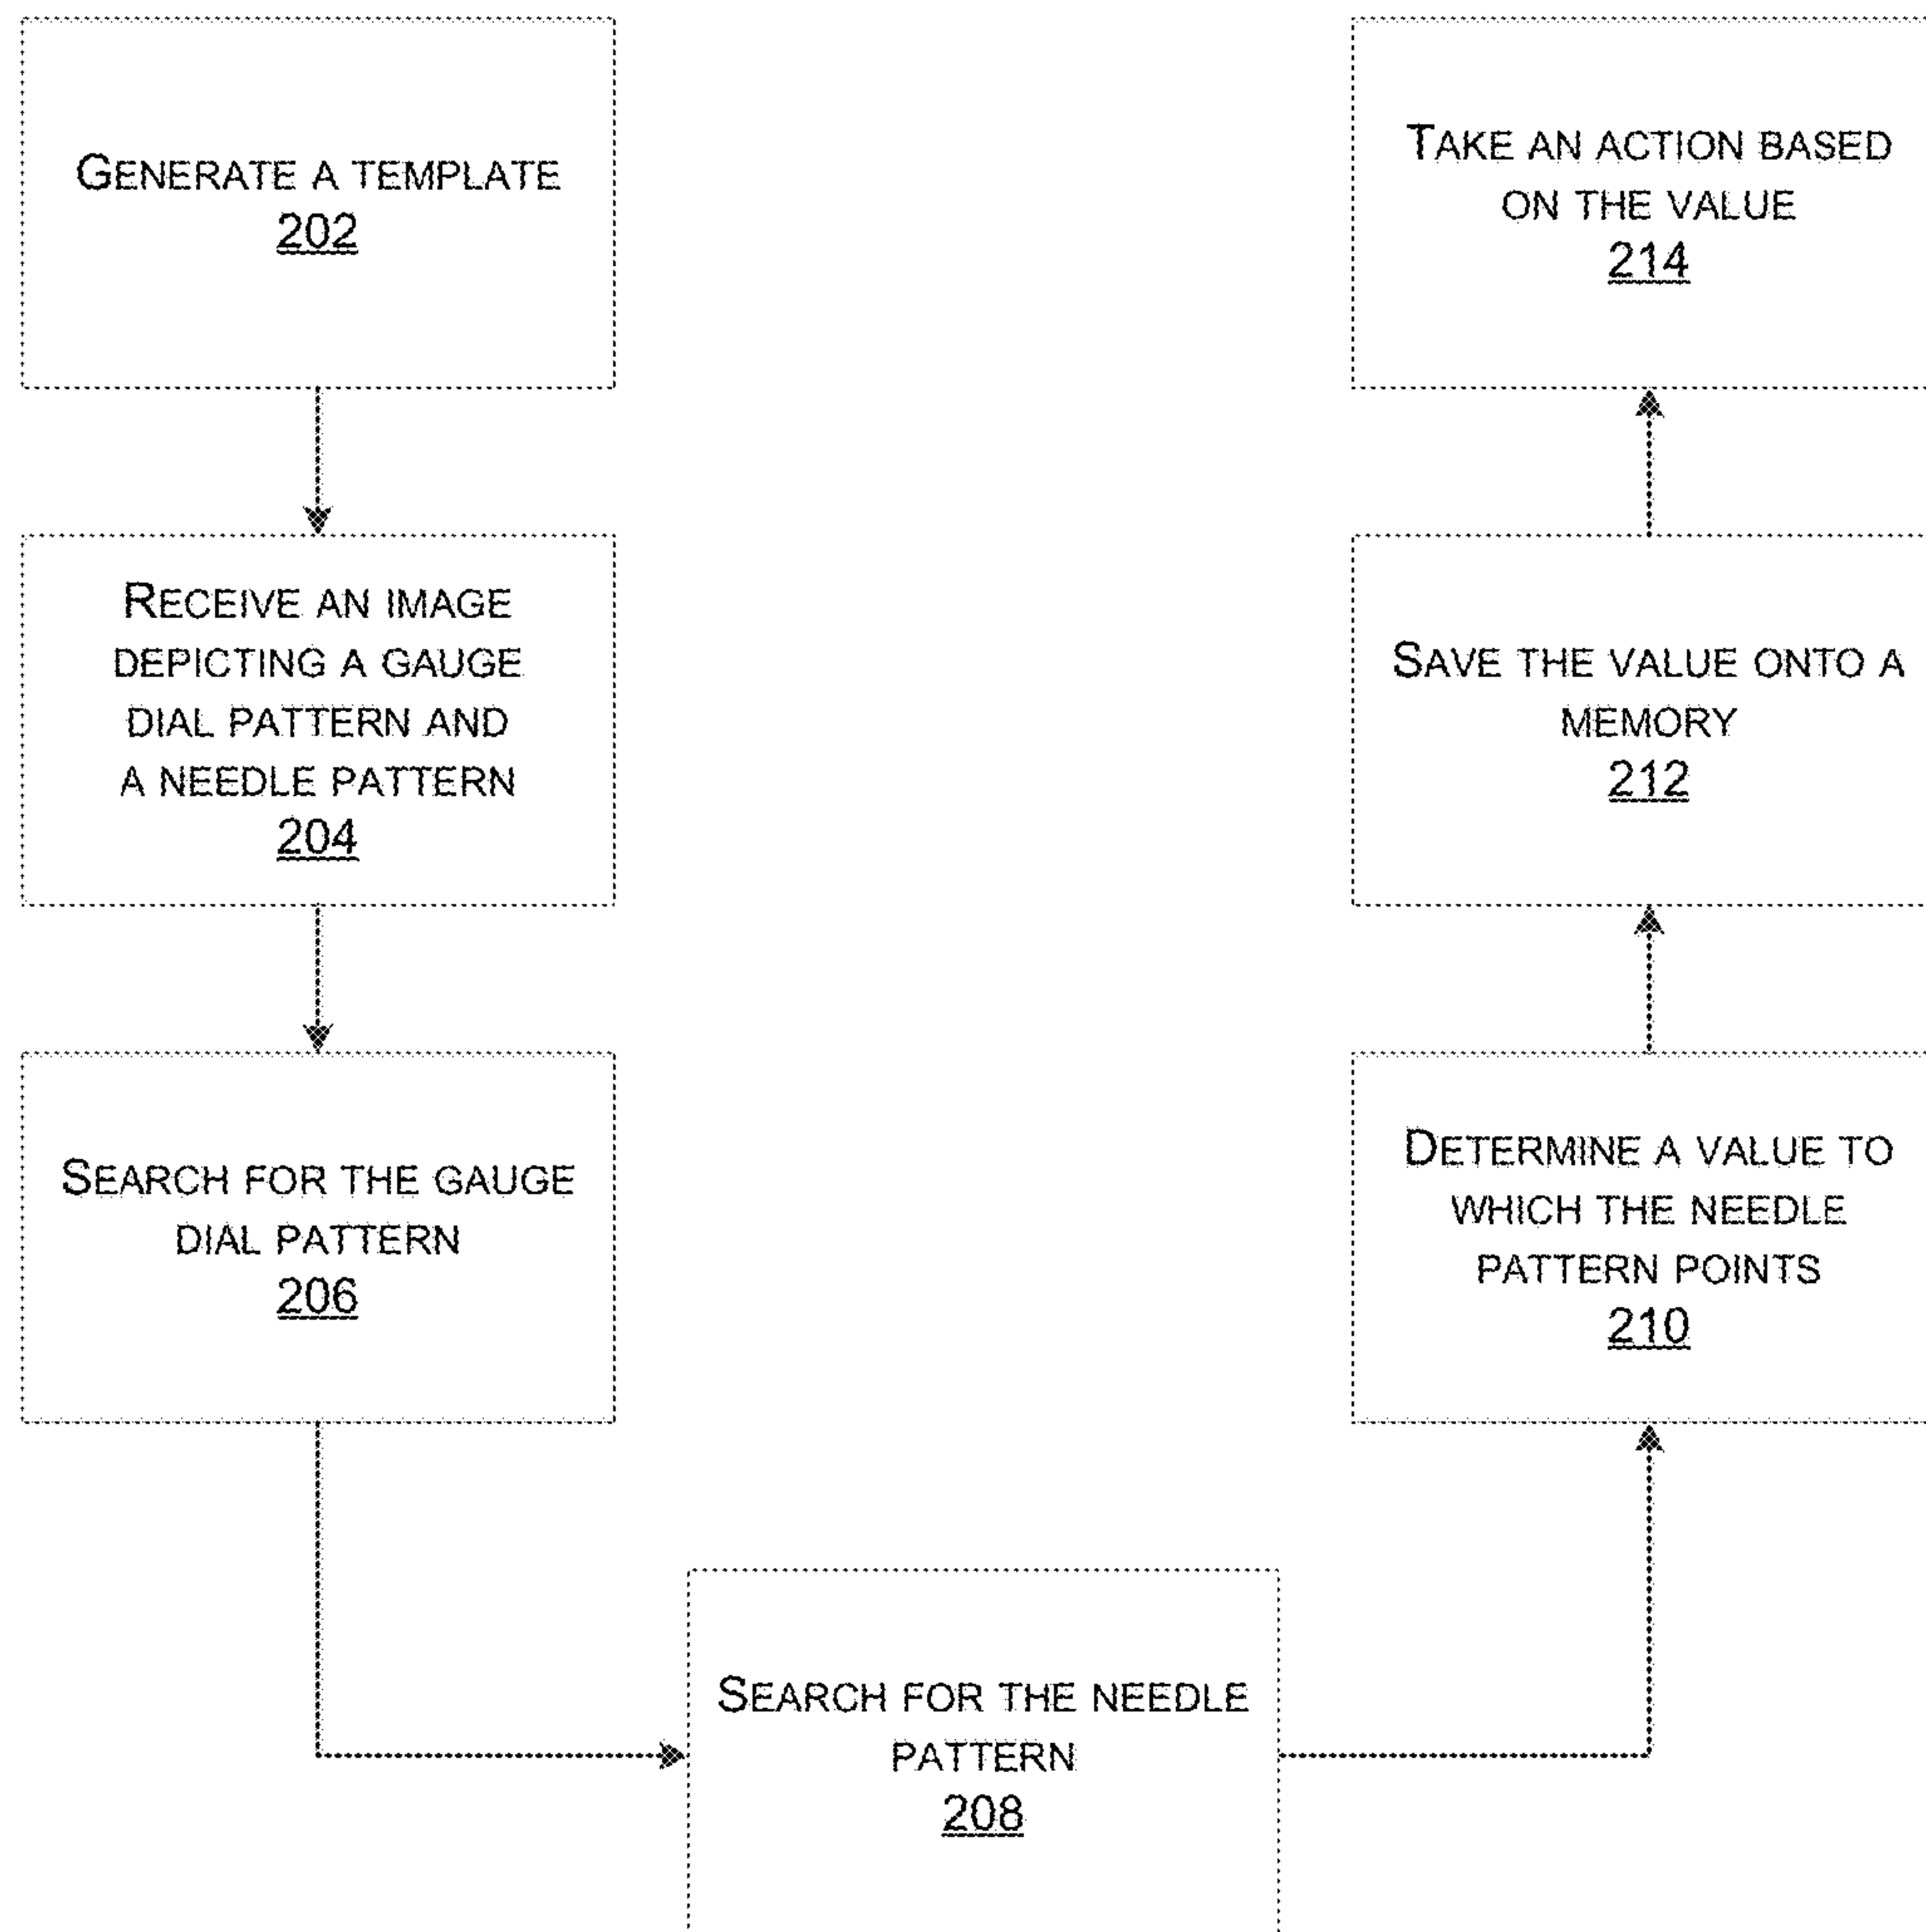 GENERATE A TEMPLATE
202
RECEIVE AN IMAGE
DEPICTING A GAUGE
DIAL PATTERN AND
A NEEDLE PATTERN
204
SEARCH FOR THE GAUGE
DIAL PATTERN
206
SEARCH FOR THE NEEDLE
PATTERN
208
DETERMINE A VALUE TO
WHICH THE NEEDLE
PATTERN POINTS
210
SAVE THE VALUE ONTO A
MEMORY
212
TAKE AN ACTION BASED
ON THE VALUE
214